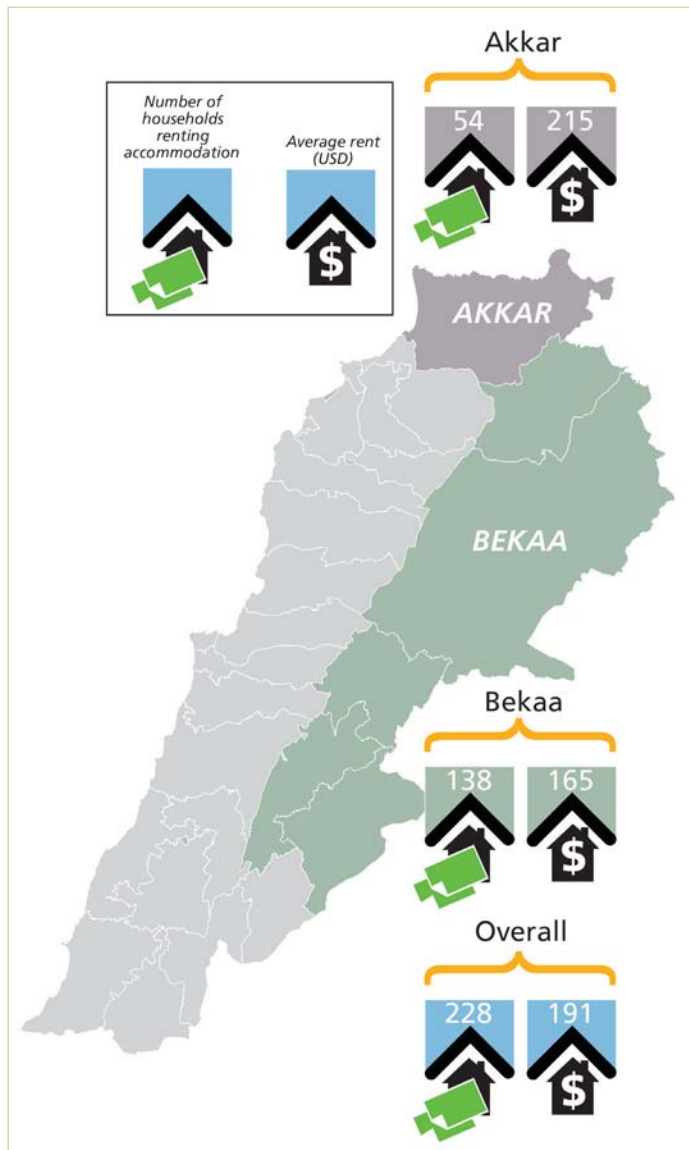 Akkar
54 215
Number of
households
renting
accommodation
Average rent
(USD)
$
$
AKKAR
BEKAA
Bekaa
138 165
$
Overall
228 191
$